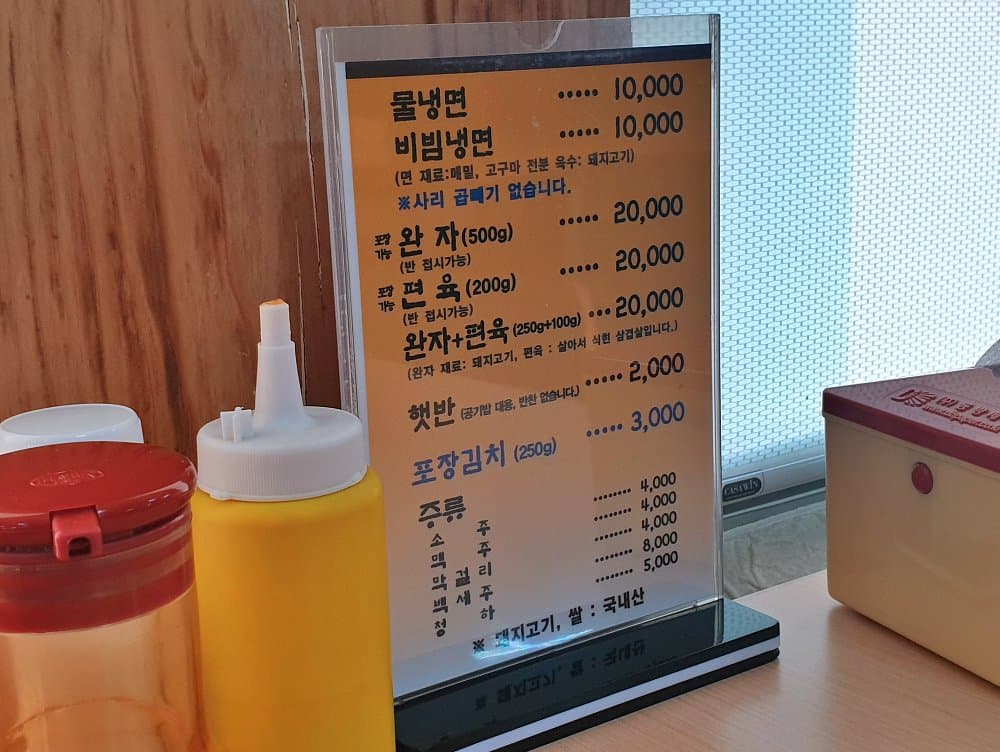 물냉면 ····· 10,000
비빔냉면 ····· 10,000
(면 재료:메밀, 고구마 전분 육수: 돼지고기)
※사리 곱빼기 없습니다.
포장가능 완 자(500g) ····· 20,000
(반 접시가능)
포장가능 편 육(200g) ····· 20,000
(반 접시가능)
완자+편육(250g+100g) ··· 20,000
(완자 재료: 돼지고기, 편육 : 삶아서 식힌 삼겹살입니다.)
햇반 (공기밥 대용, 반찬 없습니다.) ····· 2,000
포장김치 (250g) ····· 3,000
주류
소 주 ········ 4,000
맥 주 ········ 4,000
막 걸 리 ········ 4,000
백 세 주 ········ 8,000
청 하 ········ 5,000
※ 돼지고기, 쌀 : 국내산
CASAWIN